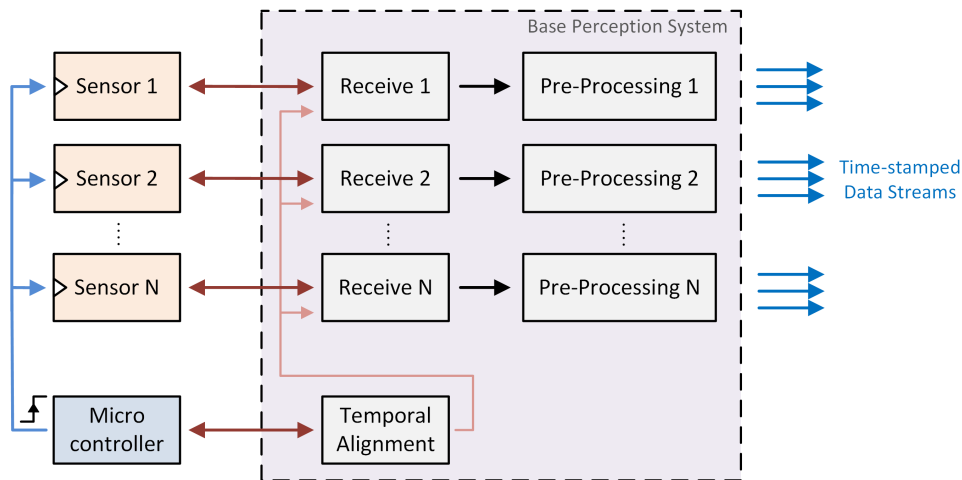 Base Perception System
Sensor 1
Receive 1
Pre-Processing 1
Sensor 2
Receive 2
Pre-Processing 2
Time-stamped
Data Streams
Sensor N
Receive N
Pre-Processing N
Micro
controller
Temporal
Alignment